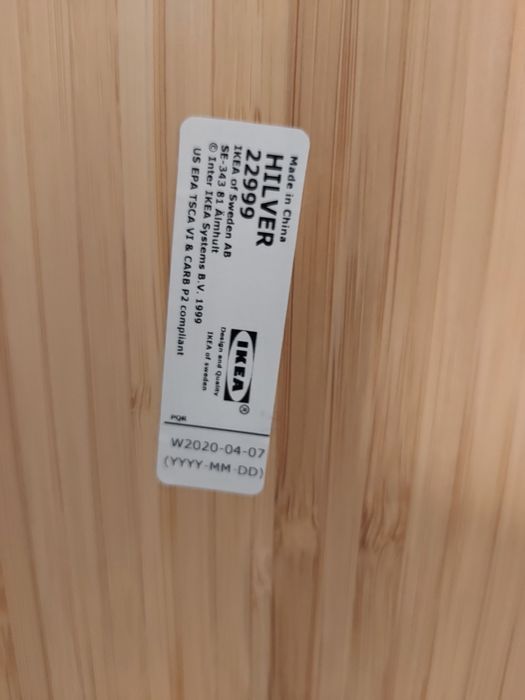 Made in China
HILVER
22999
IKEA of Sweden AB
SE-343 81 Älmhult
© Inter IKEA Systems B.V. 1999
US EPA TSCA VI & CARB P2 compliant
IKEA®
Design and Quality
IKEA of Sweden
PQR
W2020-04-07
(YYYY-MM-DD)